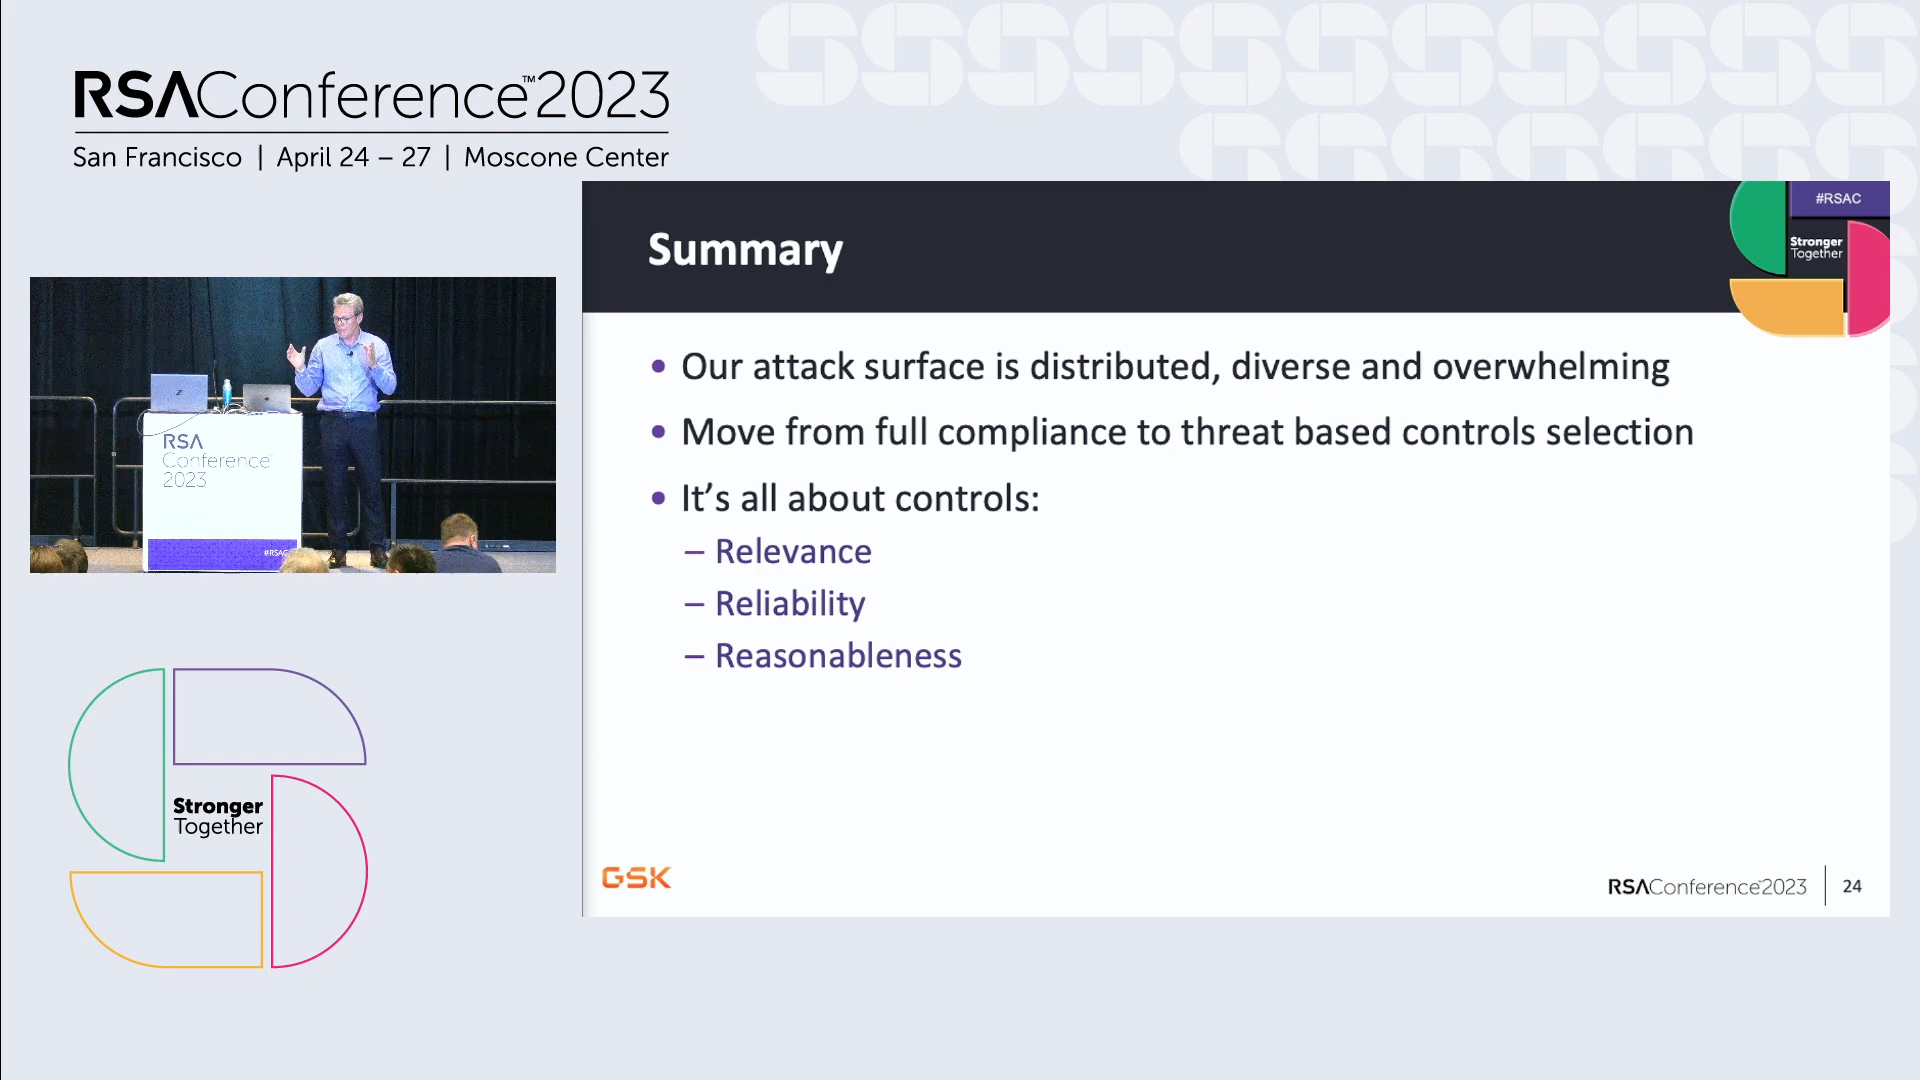 RSAConference™2023
San Francisco | April 24 – 27 | Moscone Center
#RSAC
Stronger
Together
Summary
• Our attack surface is distributed, diverse and overwhelming
• Move from full compliance to threat based controls selection
• It’s all about controls:
– Relevance
– Reliability
– Reasonableness
RSA
Conference
2023
#RSAC
Stronger
Together
GSK
RSAConference™2023 | 24